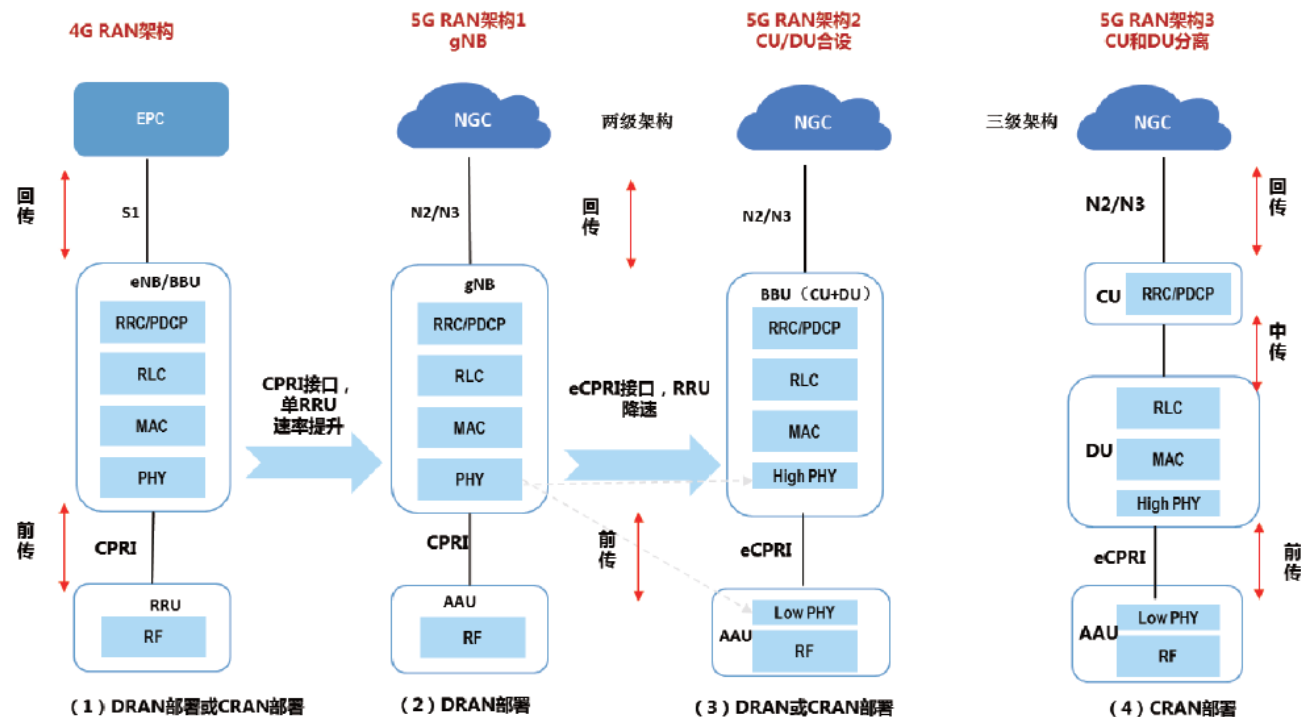 4G RAN架构
EPC
回
传
S1
eNB/BBU
RRC/PDCP
RLC
MAC
PHY
前
传
CPRI
RRU
RF
（1）DRAN部署或CRAN部署
CPRI接口，
单RRU
速率提升
5G RAN架构1
gNB
NGC
N2/N3
gNB
RRC/PDCP
RLC
MAC
PHY
CPRI
AAU
RF
（2）DRAN部署
两级架构
回
传
eCPRI接口，RRU
降速
前
传
5G RAN架构2
CU/DU合设
NGC
N2/N3
BBU（CU+DU）
RRC/PDCP
RLC
MAC
High PHY
eCPRI
Low PHY
AAU
RF
（3）DRAN或CRAN部署
5G RAN架构3
CU和DU分离
三级架构
NGC
N2/N3
回
传
CU
RRC/PDCP
中
传
RLC
DU
MAC
High PHY
eCPRI
前
传
Low PHY
AAU
RF
（4）CRAN部署